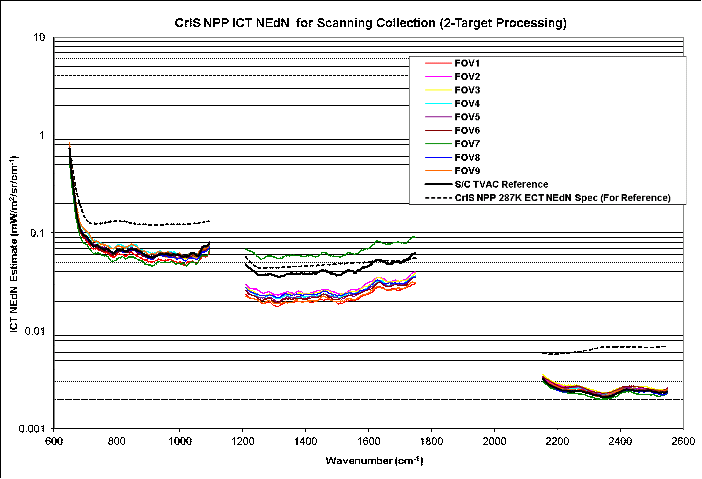 CrIS NPP ICT NEdN for Scanning Collection (2-Target Processing)
10
1
0.1
0.01
0.001
ICT NEdN Estimate (mW/m²/sr/cm⁻¹)
FOV1
FOV2
FOV3
FOV4
FOV5
FOV6
FOV7
FOV8
FOV9
S/C TVAC Reference
CrIS NPP 287K ECT NEdN Spec (For Reference)
600 800 1000 1200 1400 1600 1800 2000 2200 2400 2600
Wavenumber (cm⁻¹)